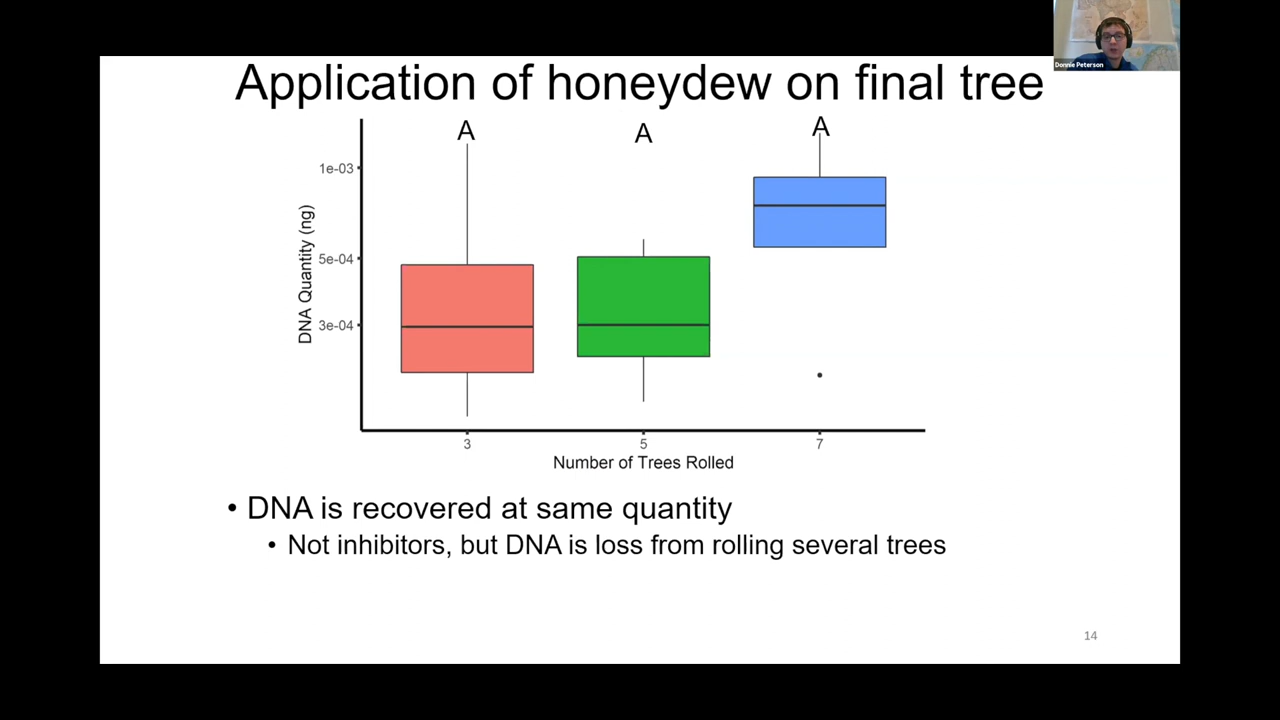 Donnie Peterson
Application of honeydew on final tree
A
A
A
1e-03
5e-04
3e-04
DNA Quantity (ng)
3
5
7
Number of Trees Rolled
• DNA is recovered at same quantity
• Not inhibitors, but DNA is loss from rolling several trees
14